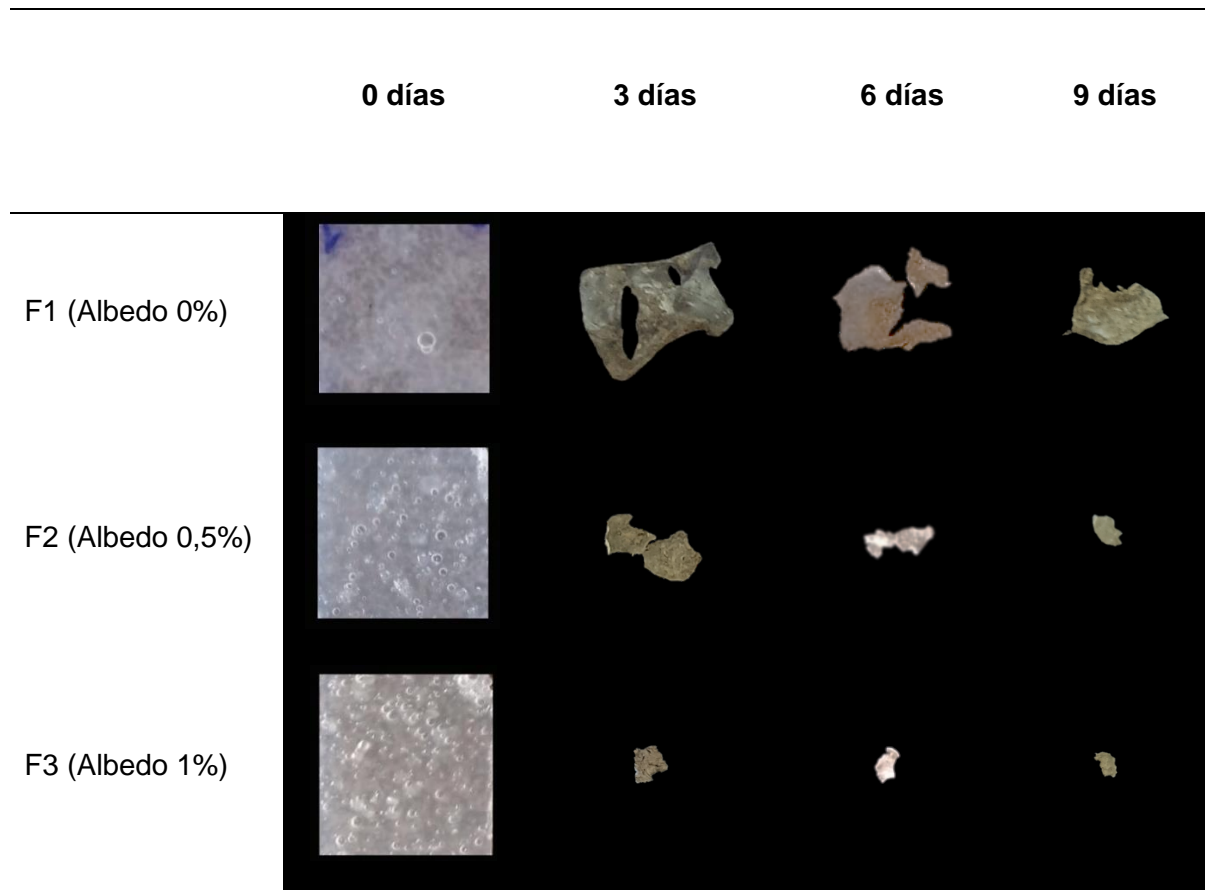 0 días 3 días 6 días 9 días
F1 (Albedo 0%)
F2 (Albedo 0,5%)
F3 (Albedo 1%)